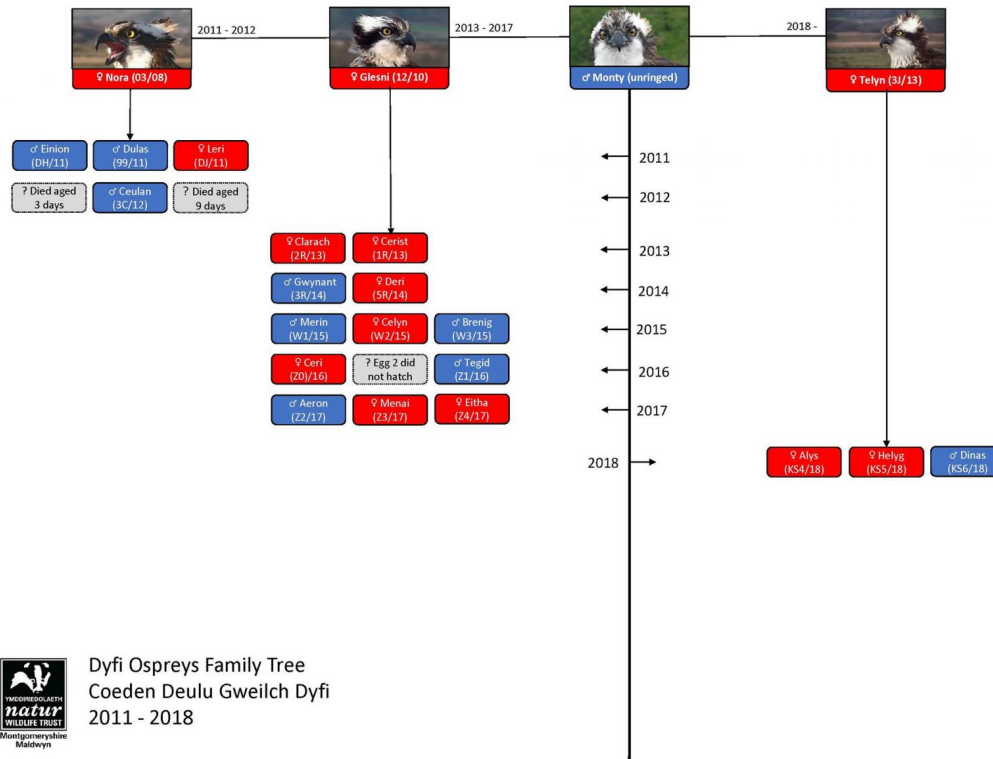 2011 - 2012
2013 - 2017
2018 -
♀ Nora (03/08)
♀ Glesni (12/10)
♂ Monty (unringed)
♀ Telyn (3J/13)
♂ Einion
(DH/11)
♂ Dulas
(99/11)
♀ Leri
(DJ/11)
2011
? Died aged
3 days
♂ Ceulan
(3C/12)
? Died aged
9 days
2012
♀ Clarach
(2R/13)
♀ Cerist
(1R/13)
2013
♂ Gwynant
(3R/14)
♀ Deri
(5R/14)
2014
♂ Merin
(W1/15)
♀ Celyn
(W2/15)
♂ Brenig
(W3/15)
2015
♀ Ceri
(Z0)/16)
? Egg 2 did
not hatch
♂ Tegid
(Z1/16)
2016
♂ Aeron
(Z2/17)
♀ Menai
(Z3/17)
♀ Eitha
(Z4/17)
2017
2018
♀ Alys
(KS4/18)
♀ Helyg
(KS5/18)
♂ Dinas
(KS6/18)
YMDDIRIEDOLAETH
natur
WILDLIFE TRUST
Montgomeryshire
Maldwyn
Dyfi Ospreys Family Tree
Coeden Deulu Gweilch Dyfi
2011 - 2018